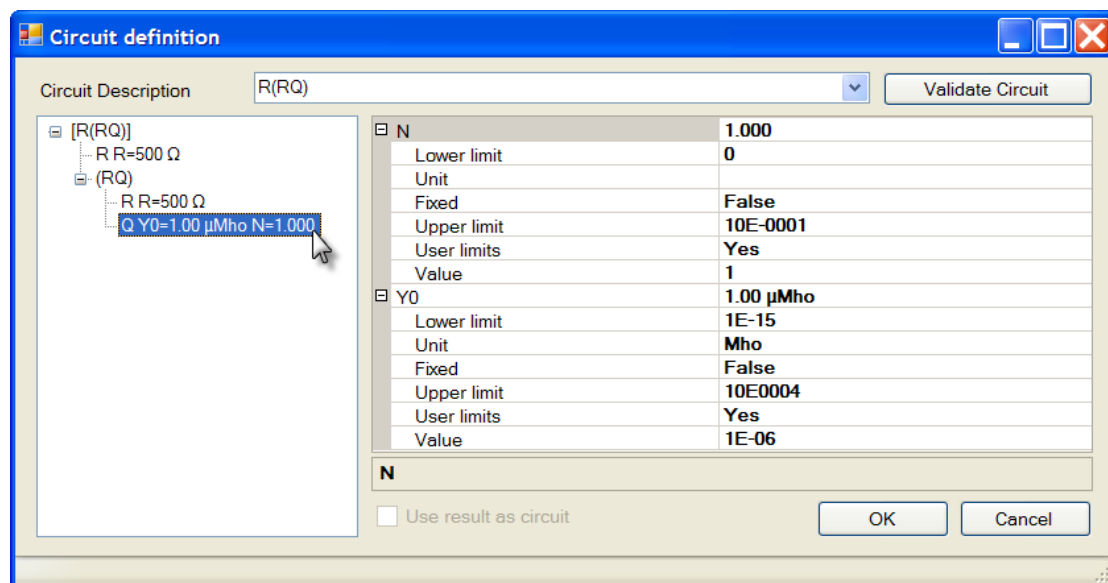 Circuit definition
Circuit Description R(RQ) Validate Circuit
[R(RQ)]
R R=500 Ω
(RQ)
R R=500 Ω
Q Y0=1.00 µMho N=1.000
N 1.000
Lower limit 0
Unit
Fixed False
Upper limit 10E-0001
User limits Yes
Value 1
Y0 1.00 µMho
Lower limit 1E-15
Unit Mho
Fixed False
Upper limit 10E0004
User limits Yes
Value 1E-06
N
Use result as circuit OK Cancel